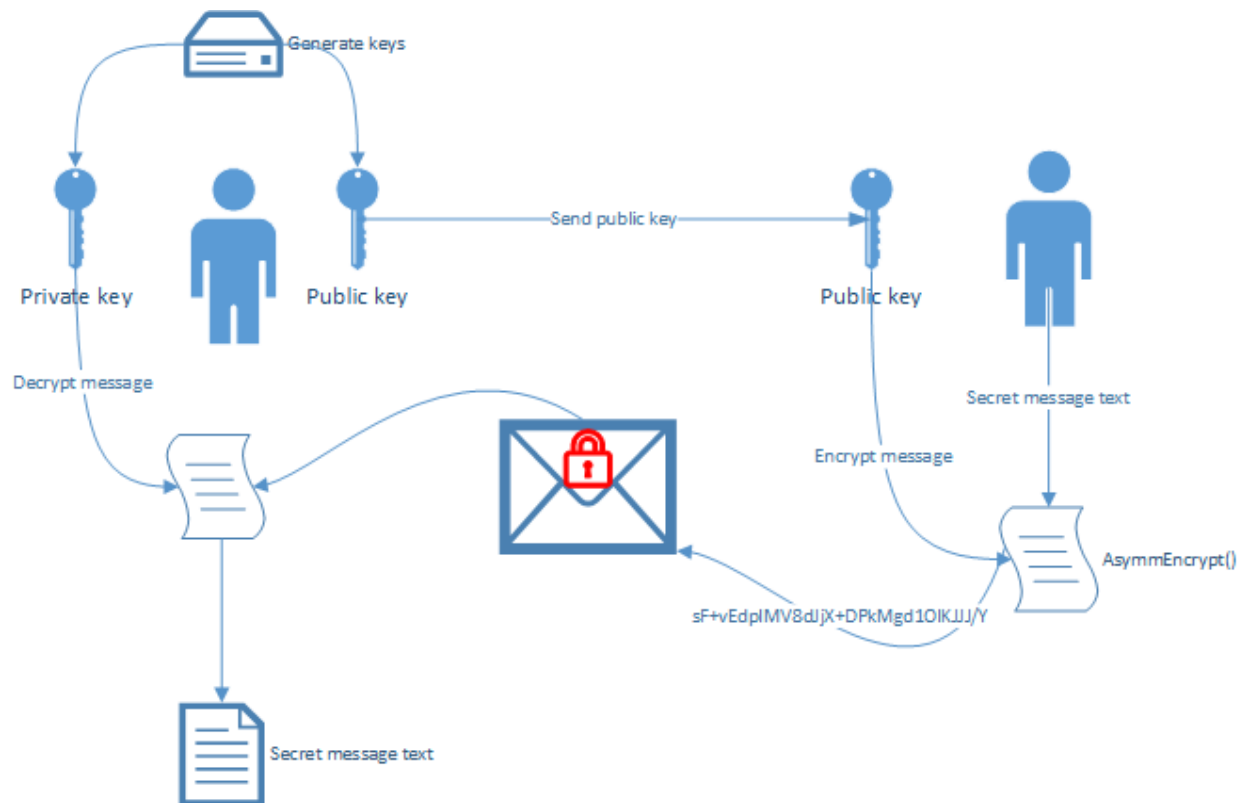 Generate keys
Send public key
Private key
Public key
Public key
Decrypt message
Secret message text
Encrypt message
AsymmEncrypt()
sF+vEdpIMV8dJjX+DPkMgd1OIKJJJ/Y
Secret message text